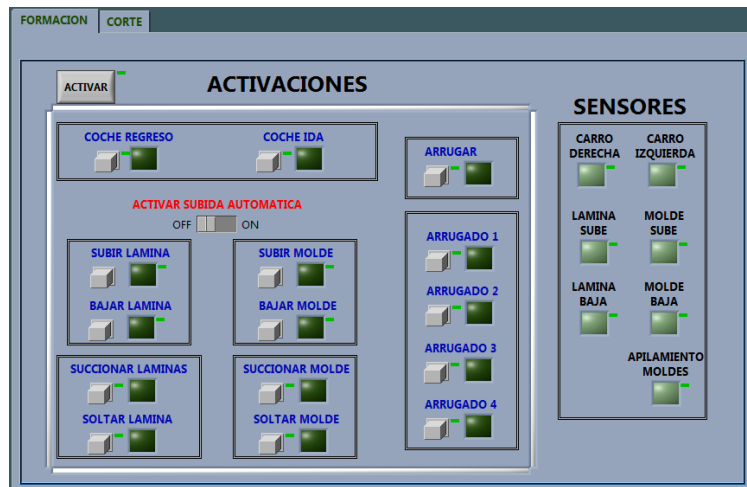 FORMACION CORTE
ACTIVAR
ACTIVACIONES
COCHE REGRESO COCHE IDA
ACTIVAR SUBIDA AUTOMATICA
OFF ON
SUBIR LAMINA SUBIR MOLDE
BAJAR LAMINA BAJAR MOLDE
SUCCIONAR LAMINAS SUCCIONAR MOLDE
SOLTAR LAMINA SOLTAR MOLDE
ARRUGAR
ARRUGADO 1
ARRUGADO 2
ARRUGADO 3
ARRUGADO 4
SENSORES
CARRO CARRO
DERECHA IZQUIERDA
LAMINA MOLDE
SUBE SUBE
LAMINA MOLDE
BAJA BAJA
APILAMIENTO
MOLDES